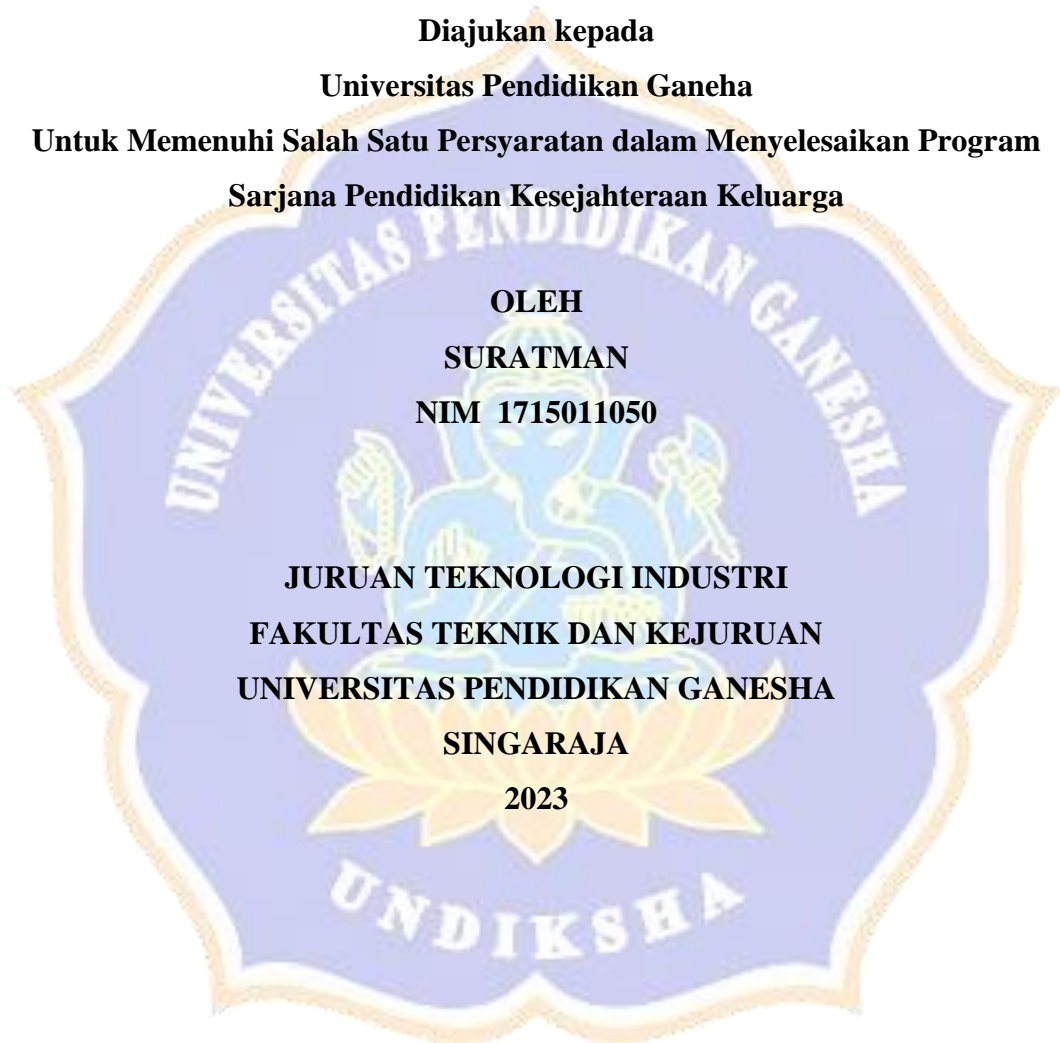 Diajukan kepada
Universitas Pendidikan Ganeha
Untuk Memenuhi Salah Satu Persyaratan dalam Menyelesaikan Program
Sarjana Pendidikan Kesejahteraan Keluarga
UNIVERSITAS PENDIDIKAN GANESHA
OLEH
SURATMAN
NIM 1715011050
JURUAN TEKNOLOGI INDUSTRI
FAKULTAS TEKNIK DAN KEJURUAN
UNIVERSITAS PENDIDIKAN GANESHA
SINGARAJA
2023
UNDIKSHA